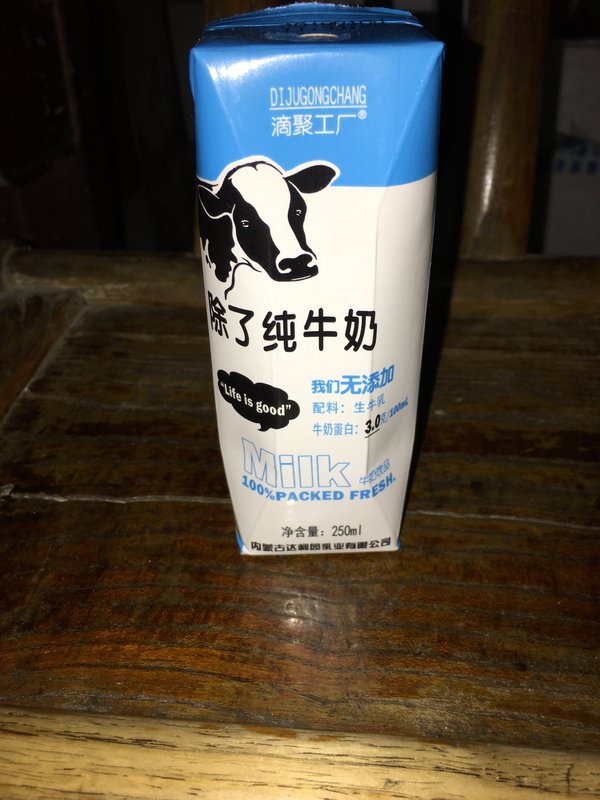 DIJUGONGCHANG
滴聚工厂®
除了纯牛奶
"Life is good"
我们无添加
配料：生牛乳
牛奶蛋白：3.0克/100mL
Milk 牛奶饮品
100%PACKED FRESH.
净含量：250ml
内蒙古达利园乳业有限公司